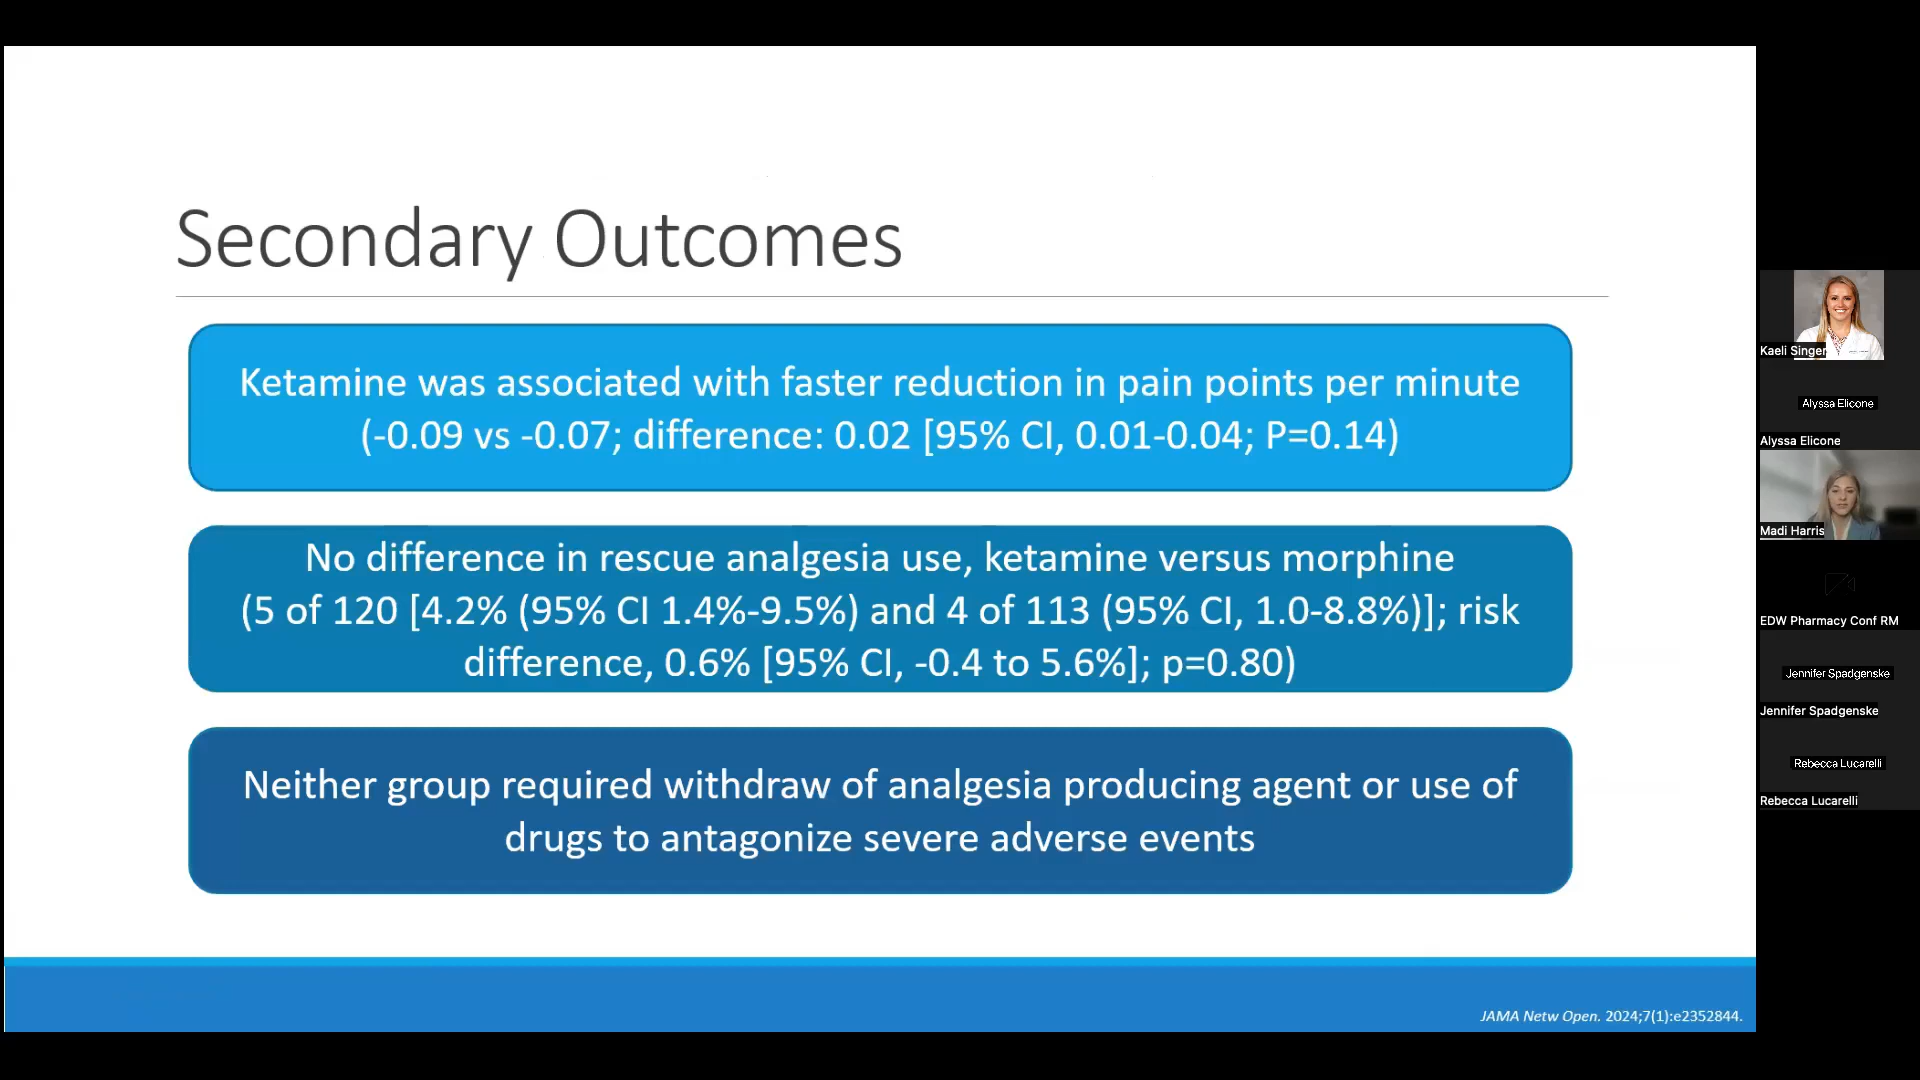 Secondary Outcomes
Ketamine was associated with faster reduction in pain points per minute
(-0.09 vs -0.07; difference: 0.02 [95% CI, 0.01-0.04; P=0.14)
No difference in rescue analgesia use, ketamine versus morphine
(5 of 120 [4.2% (95% CI 1.4%-9.5%) and 4 of 113 (95% CI, 1.0-8.8%)]; risk
difference, 0.6% [95% CI, -0.4 to 5.6%]; p=0.80)
Neither group required withdraw of analgesia producing agent or use of
drugs to antagonize severe adverse events
JAMA Netw Open. 2024;7(1):e2352844.
Kaeli Singer
Alyssa Elicone
Alyssa Elicone
Madi Harris
EDW Pharmacy Conf RM
Jennifer Spadgenske
Jennifer Spadgenske
Rebecca Lucarelli
Rebecca Lucarelli